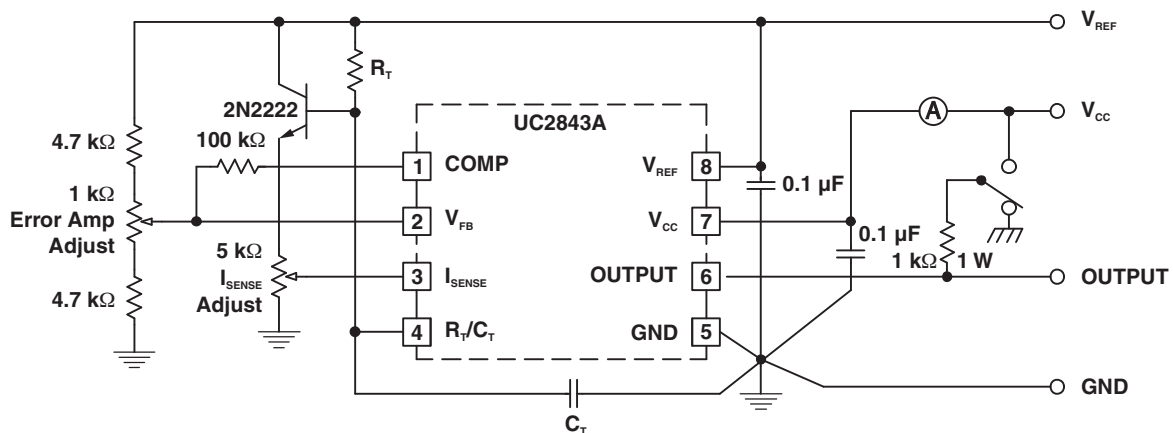 V_REF
R_T
A
V_CC
2N2222
UC2843A
4.7 kΩ
100 kΩ
1 COMP
V_REF 8
0.1 µF
1 kΩ
Error Amp
Adjust
2 V_FB
V_CC 7
0.1 µF
5 kΩ
I_SENSE
Adjust
3 I_SENSE
OUTPUT 6
1 kΩ 1 W
OUTPUT
4.7 kΩ
4 R_T/C_T
GND 5
GND
C_T